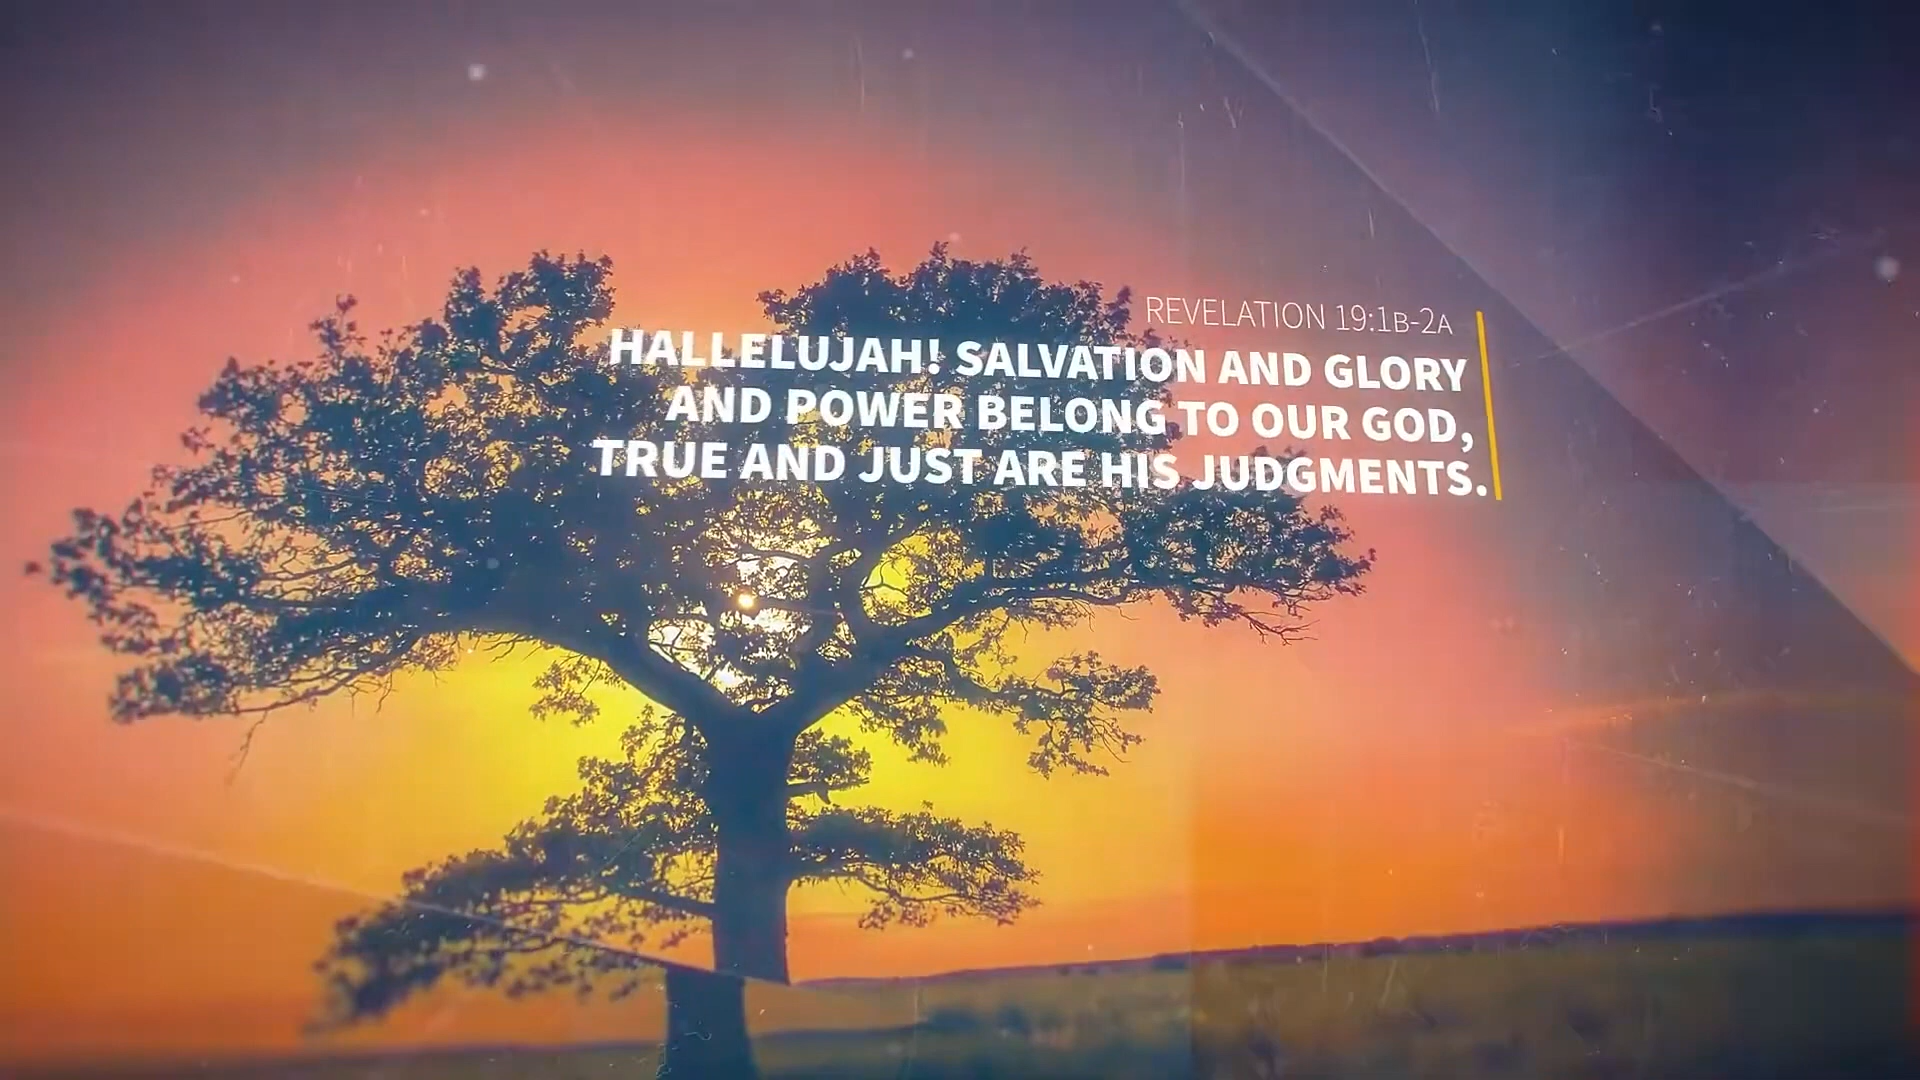 REVELATION 19:1B-2A
HALLELUJAH! SALVATION AND GLORY
AND POWER BELONG TO OUR GOD,
TRUE AND JUST ARE HIS JUDGMENTS.